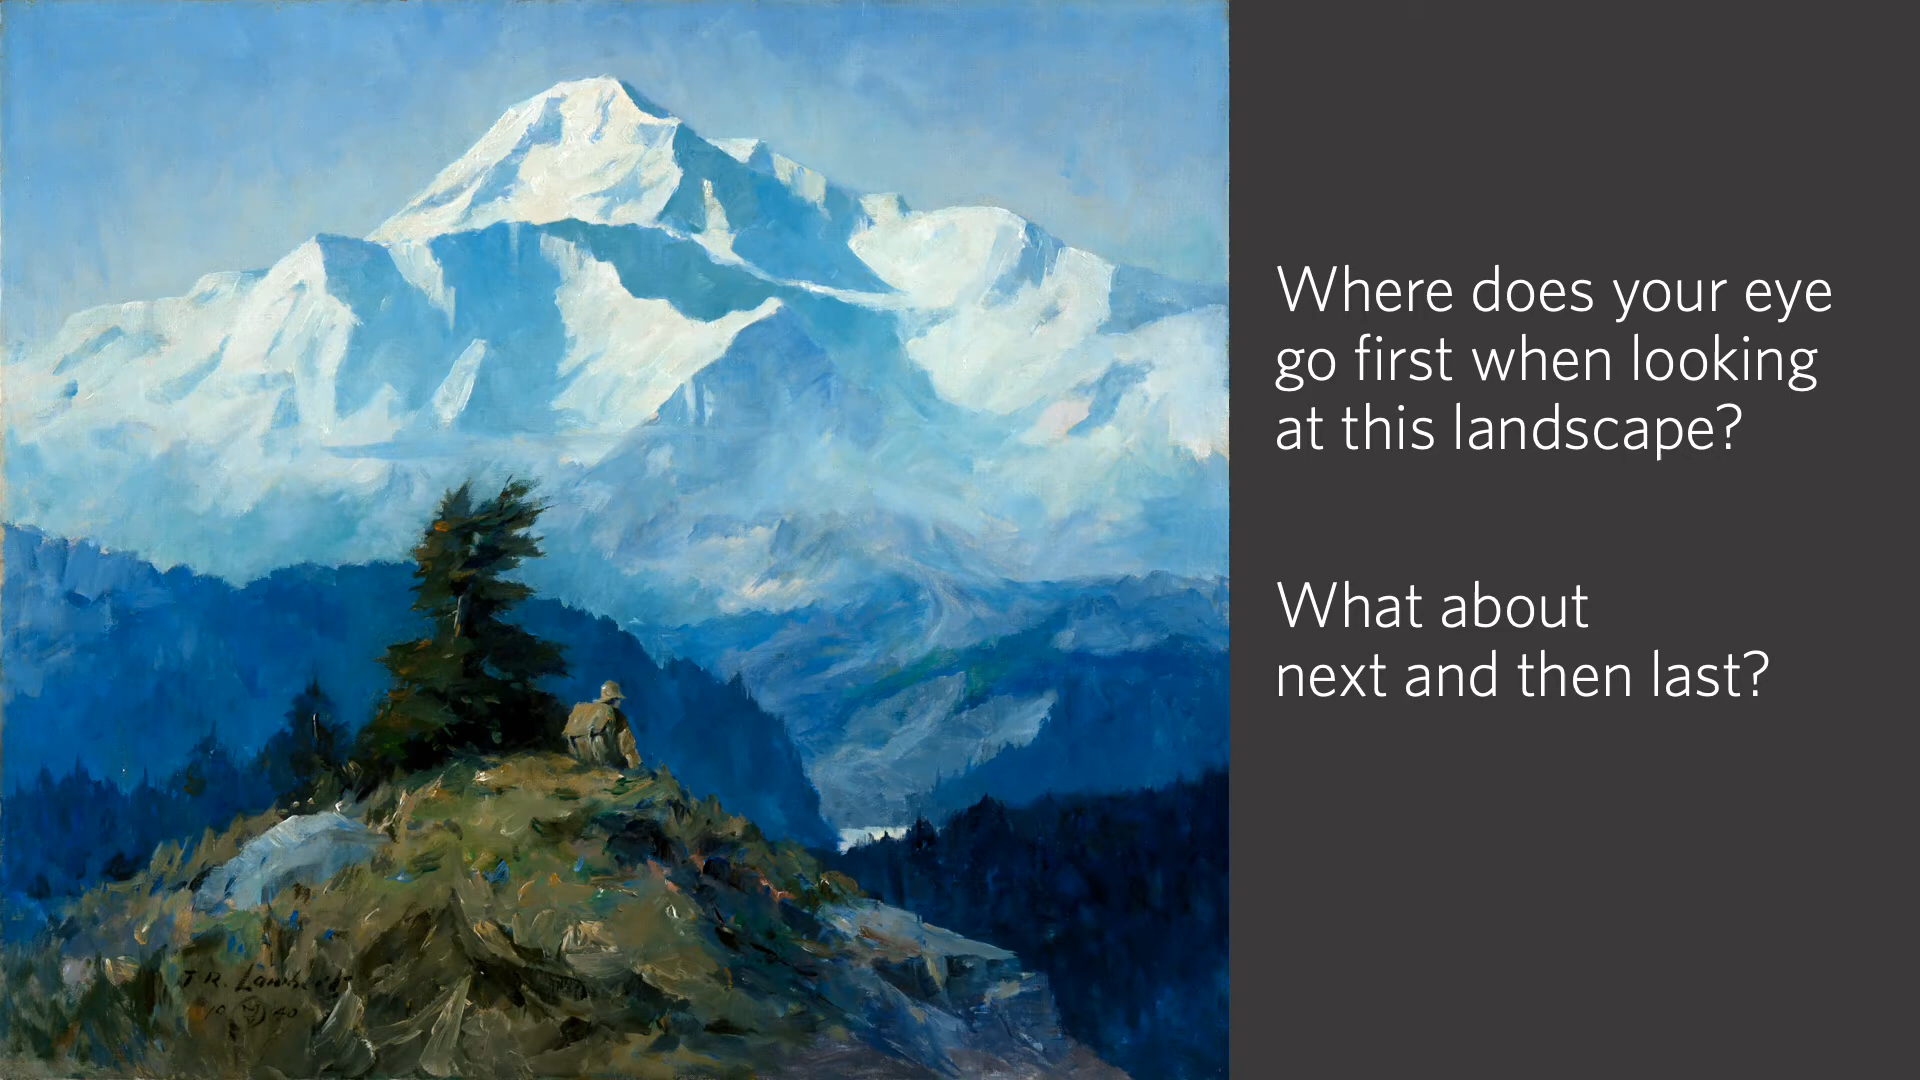 Where does your eye
go first when looking
at this landscape?
What about
next and then last?
J. R.